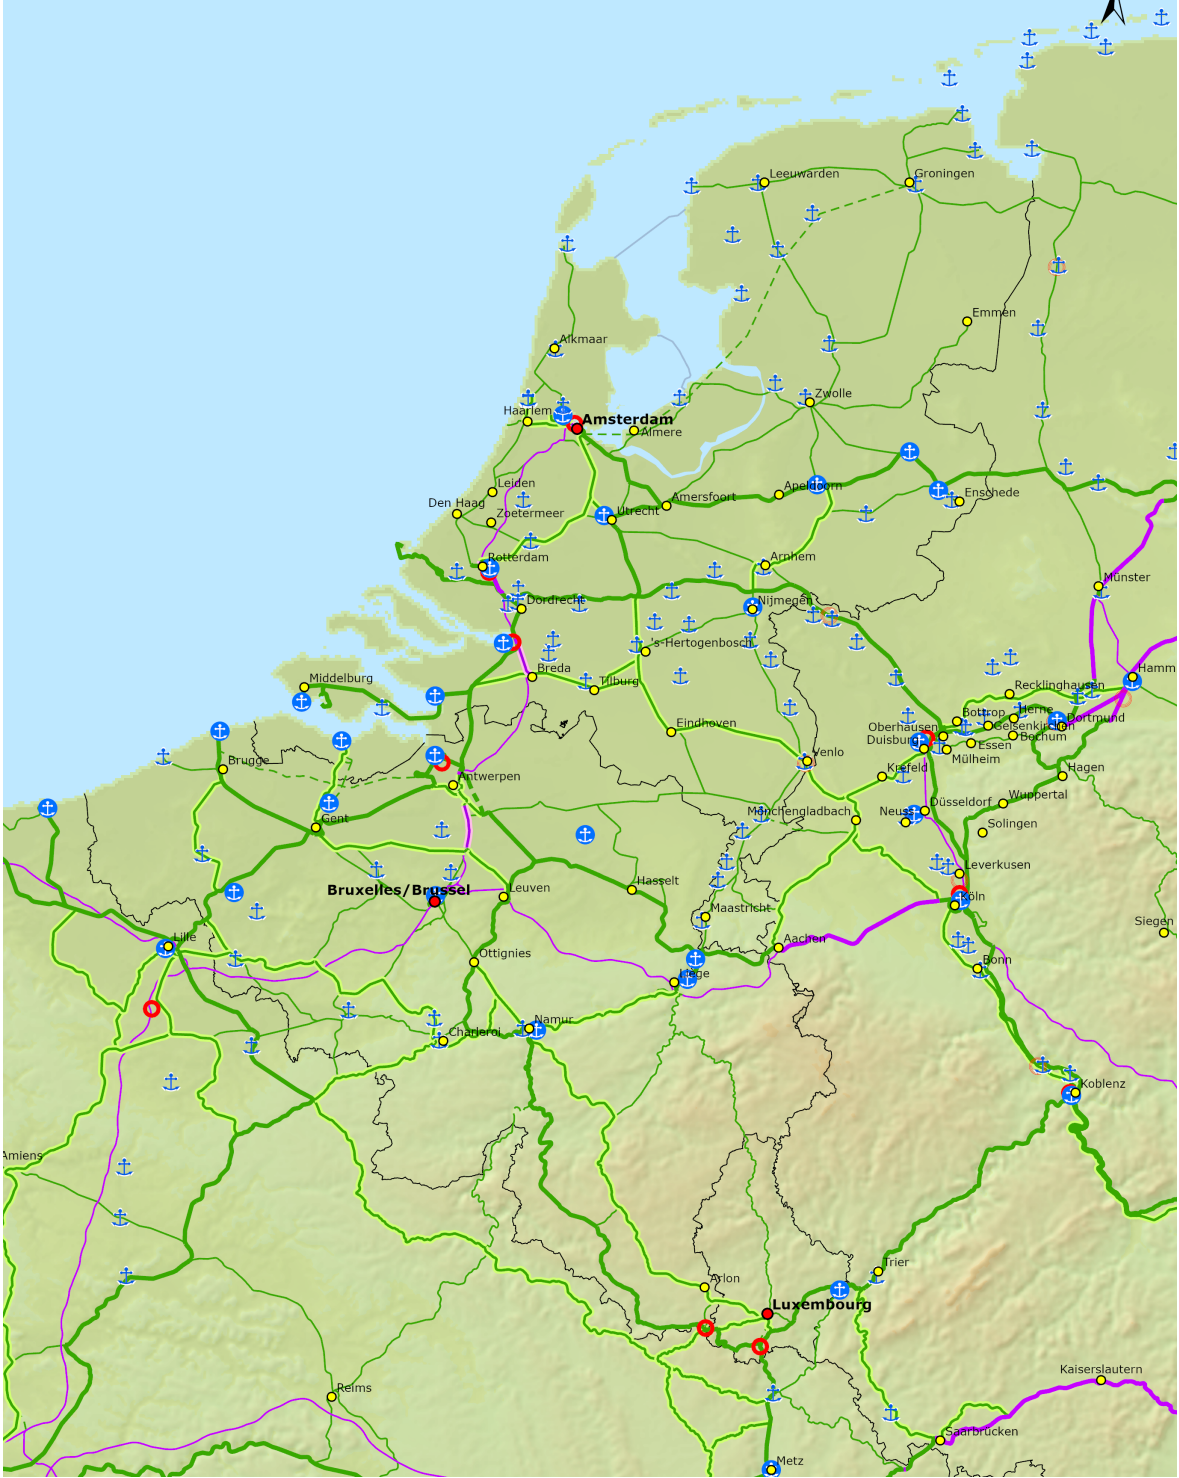 Leeuwarden
Groningen
Emmen
Alkmaar
Zwolle
Haarlem
Amsterdam
Almere
Leiden
Apeldoorn
Amersfoort
Enschede
Den Haag
Zoetermeer
Utrecht
Rotterdam
Arnhem
Münster
Dordrecht
Nijmegen
's-Hertogenbosch
Breda
Hamm
Middelburg
Tilburg
Recklinghausen
Herne
Bottrop
Dortmund
Eindhoven
Oberhausen
Gelsenkirchen
Bochum
Duisburg
Essen
Venlo
Mülheim
Brugge
Krefeld
Hagen
Antwerpen
Wuppertal
Düsseldorf
Mönchengladbach
Neuss
Gent
Solingen
Leverkusen
Hasselt
Bruxelles/Brussel
Leuven
Köln
Maastricht
Siegen
Lille
Aachen
Ottignies
Bonn
Liege
Namur
Charleroi
Koblenz
Amiens
Trier
Arlon
Luxembourg
Kaiserslautern
Reims
Saarbrücken
Metz